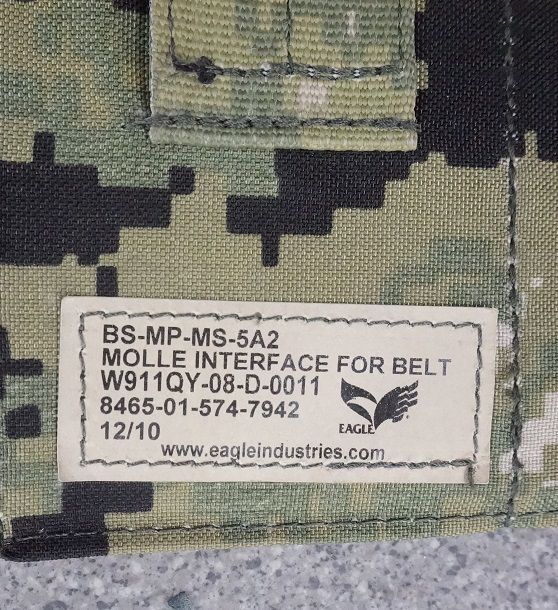 BS-MP-MS-5A2
MOLLE INTERFACE FOR BELT
W911QY-08-D-0011
8465-01-574-7942
12/10
EAGLE
www.eagleindustries.com